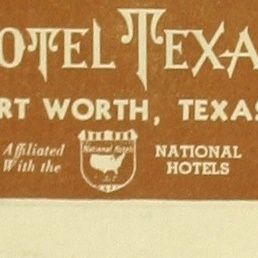 OTEL TEXA
RT WORTH, TEXAS
Affiliated
With the
National Hotels
NATIONAL
HOTELS